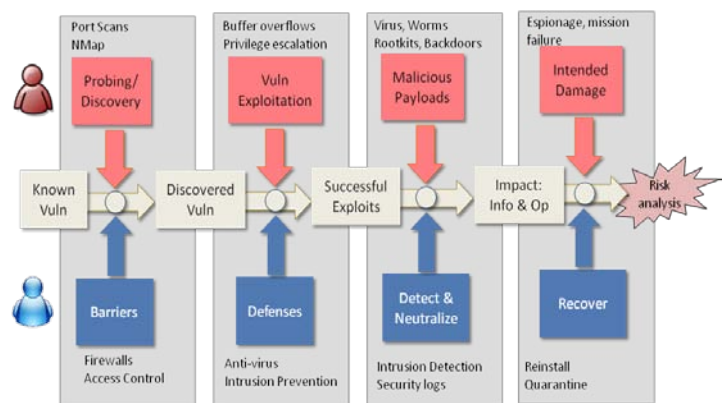 Port Scans
NMap
Buffer overflows
Privilege escalation
Virus, Worms
Rootkits, Backdoors
Espionage, mission
failure
Probing/
Discovery
Vuln
Exploitation
Malicious
Payloads
Intended
Damage
Known
Vuln
Discovered
Vuln
Successful
Exploits
Impact:
Info & Op
Risk
analysis
Barriers
Defenses
Detect &
Neutralize
Recover
Firewalls
Access Control
Anti-virus
Intrusion Prevention
Intrusion Detection
Security logs
Reinstall
Quarantine